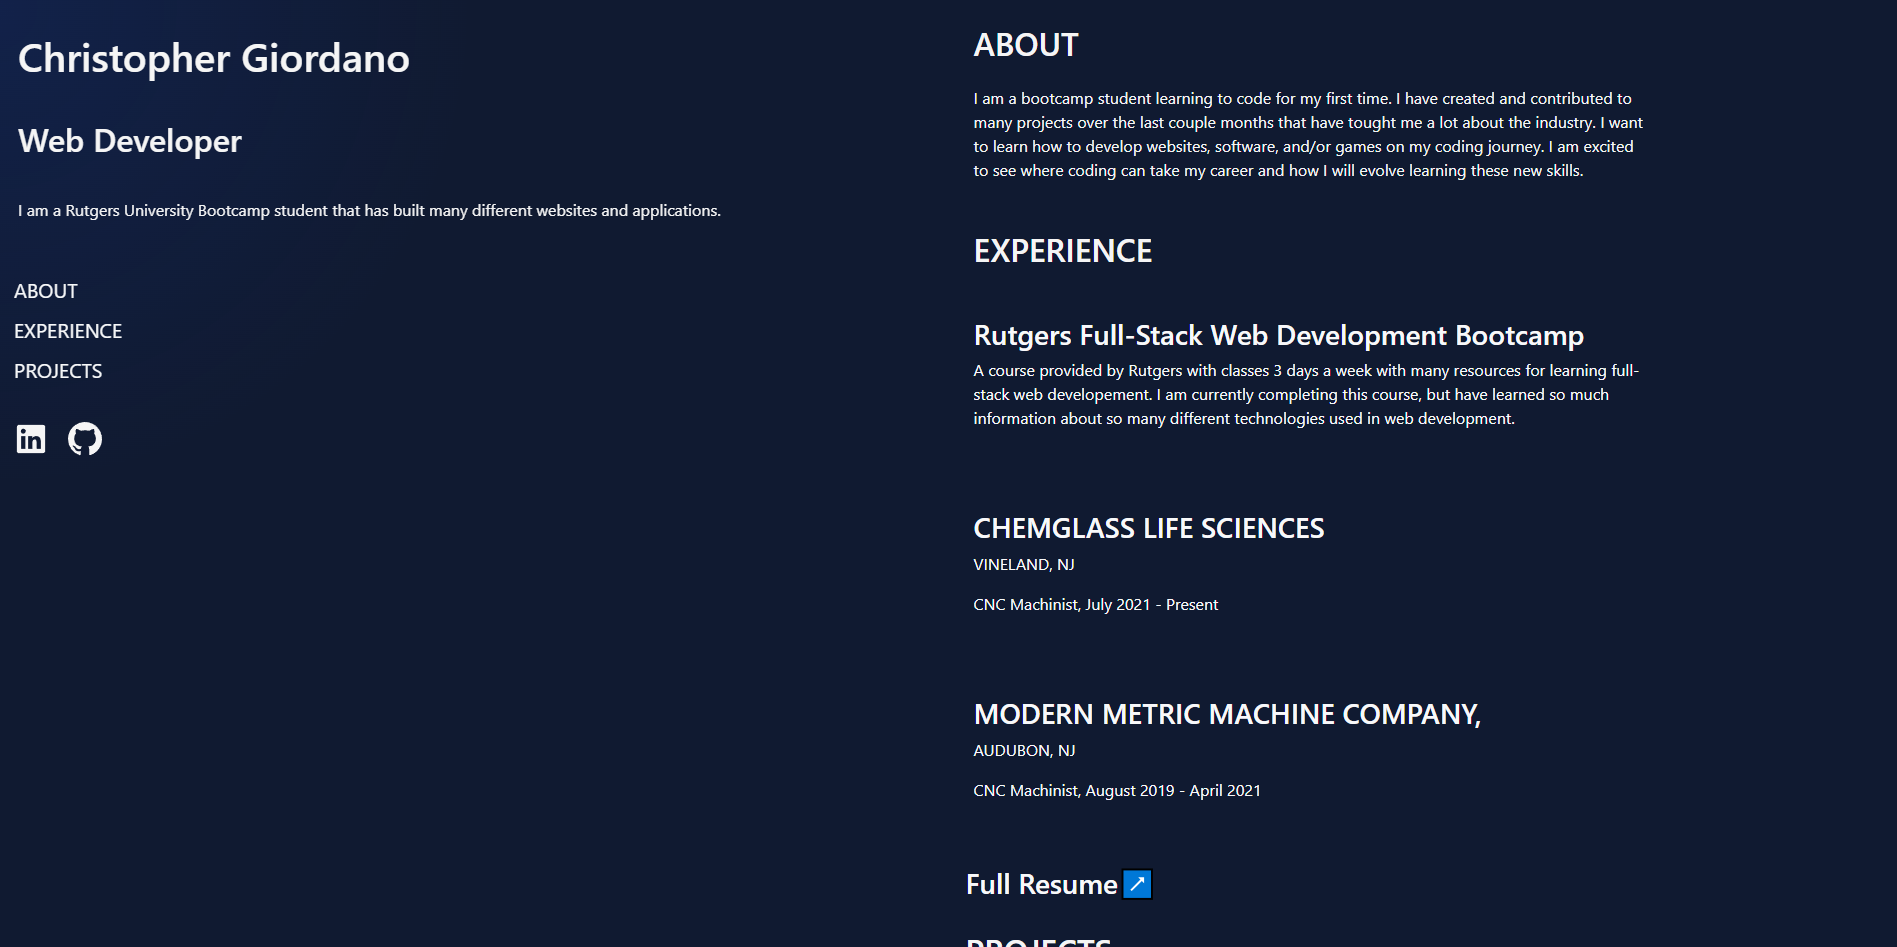 Christopher Giordano
Web Developer
I am a Rutgers University Bootcamp student that has built many different websites and applications.
ABOUT
EXPERIENCE
PROJECTS
in
ABOUT
I am a bootcamp student learning to code for my first time. I have created and contributed to
many projects over the last couple months that have tought me a lot about the industry. I want
to learn how to develop websites, software, and/or games on my coding journey. I am excited
to see where coding can take my career and how I will evolve learning these new skills.
EXPERIENCE
Rutgers Full-Stack Web Development Bootcamp
A course provided by Rutgers with classes 3 days a week with many resources for learning full-
stack web developement. I am currently completing this course, but have learned so much
information about so many different technologies used in web development.
CHEMGLASS LIFE SCIENCES
VINELAND, NJ
CNC Machinist, July 2021 - Present
MODERN METRIC MACHINE COMPANY,
AUDUBON, NJ
CNC Machinist, August 2019 - April 2021
Full Resume
PROJECTS